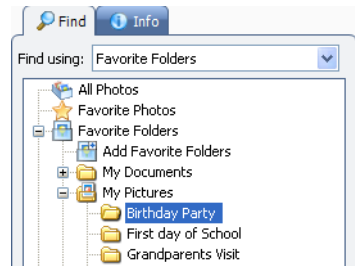 Find Info
Find using: Favorite Folders
All Photos
Favorite Photos
Favorite Folders
Add Favorite Folders
My Documents
My Pictures
Birthday Party
First day of School
Grandparents Visit